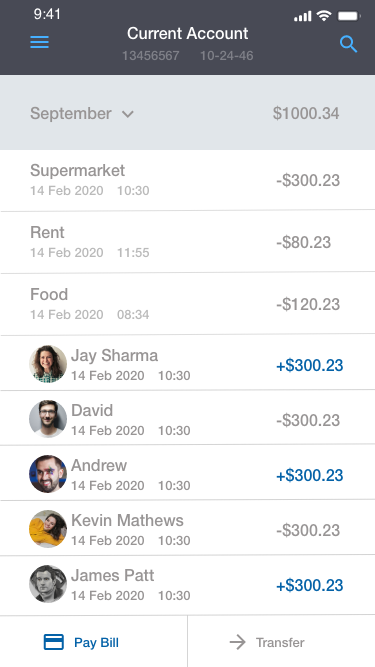 9:41
Current Account
13456567 10-24-46
September $1000.34
Supermarket
14 Feb 2020 10:30
-$300.23
Rent
14 Feb 2020 11:55
-$80.23
Food
14 Feb 2020 08:34
-$120.23
Jay Sharma
14 Feb 2020 10:30
+$300.23
David
14 Feb 2020 10:30
-$300.23
Andrew
14 Feb 2020 10:30
+$300.23
Kevin Mathews
14 Feb 2020 10:30
-$300.23
James Patt
14 Feb 2020 10:30
+$300.23
Pay Bill Transfer